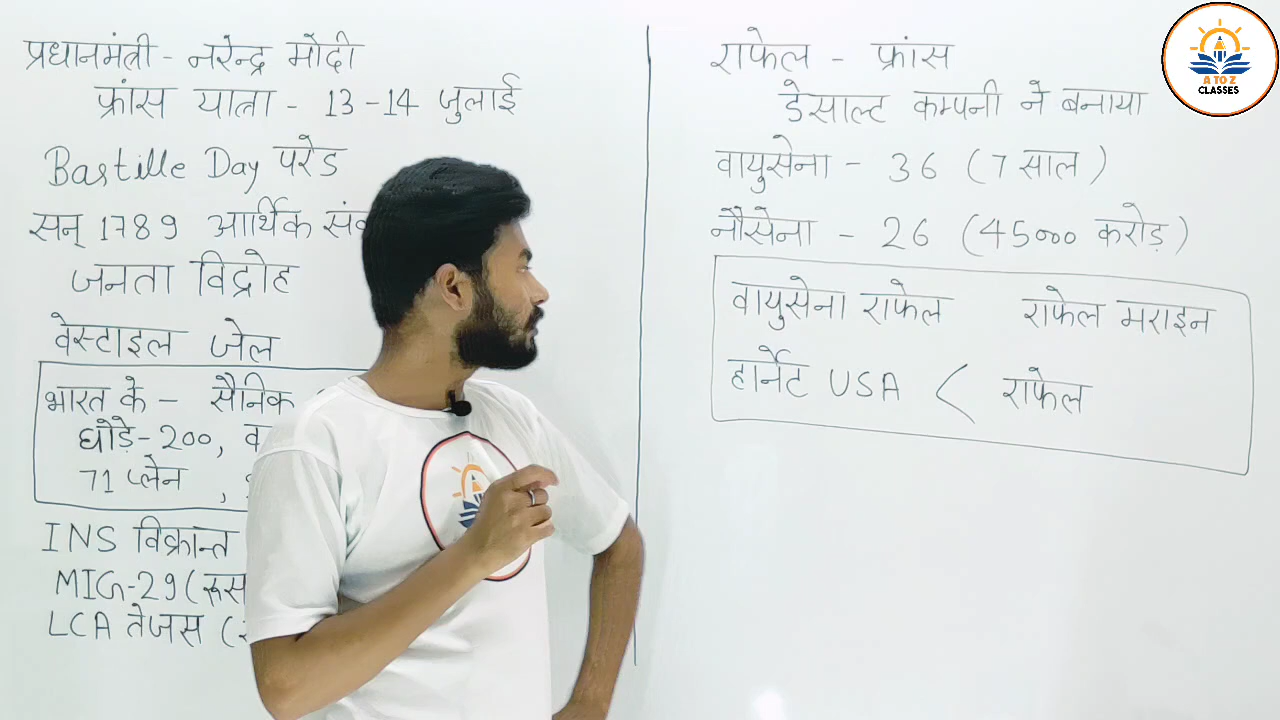 प्रधानमंत्री - नरेन्द्र मोदी
फ्रांस यात्रा - 13 - 14 जुलाई
Bastille Day परेड
सन् 1789 आर्थिक
जनता विद्रोह
वेस्टाइल जेल
भारत के - सैनिक
घोड़े - 200,
71 प्लेन ,
INS विक्रान्त
MIG-29 (रूस
LCA तेजस (
राफेल - फ्रांस
डेसाल्ट कम्पनी ने बनाया
वायुसेना - 36 (7 साल)
नौसेना - 26 (45000 करोड़)
वायुसेना राफेल राफेल मराइन
हार्नेट USA < राफेल
A TO Z
CLASSES